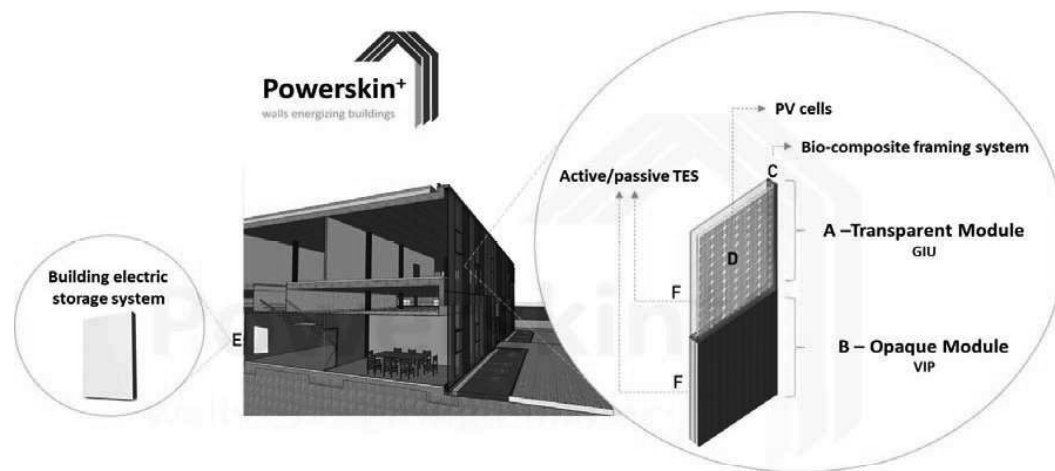 Powerskin+
walls energizing buildings
PV cells
Bio-composite framing system
Active/passive TES
C
A –Transparent Module
GIU
D
Building electric
storage system
F
E
B – Opaque Module
VIP
F
Powerskin